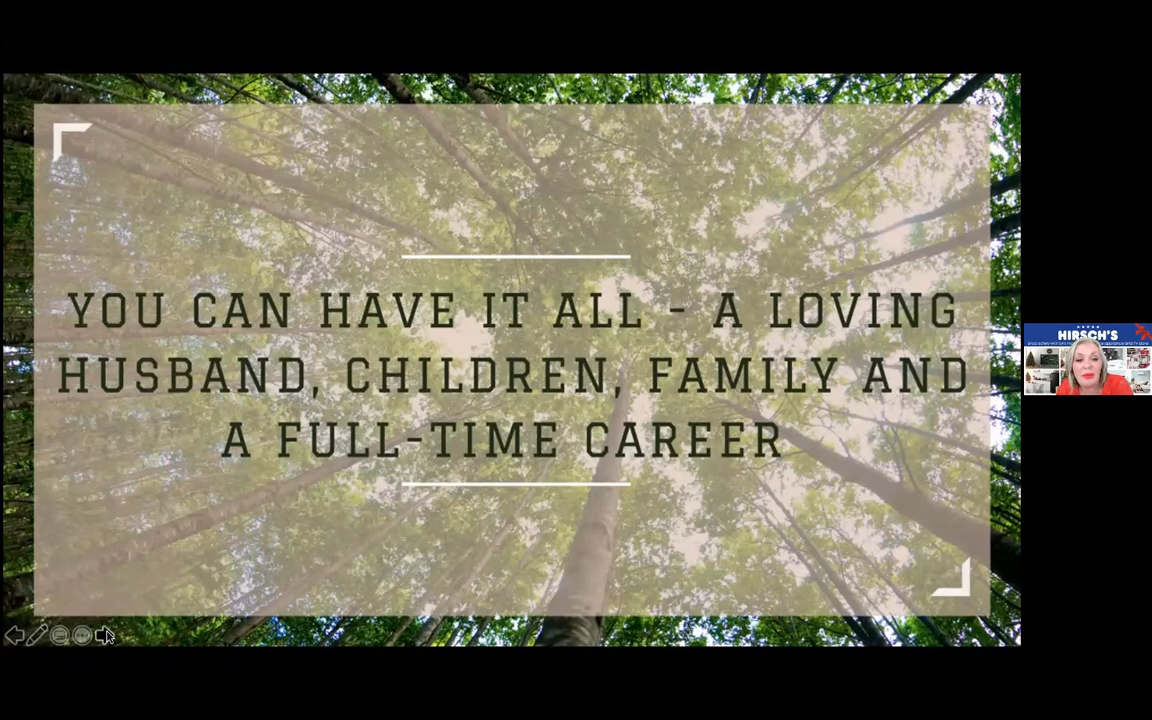 YOU CAN HAVE IT ALL - A LOVING
HUSBAND, CHILDREN, FAMILY AND
A FULL-TIME CAREER
HIRSCH'S